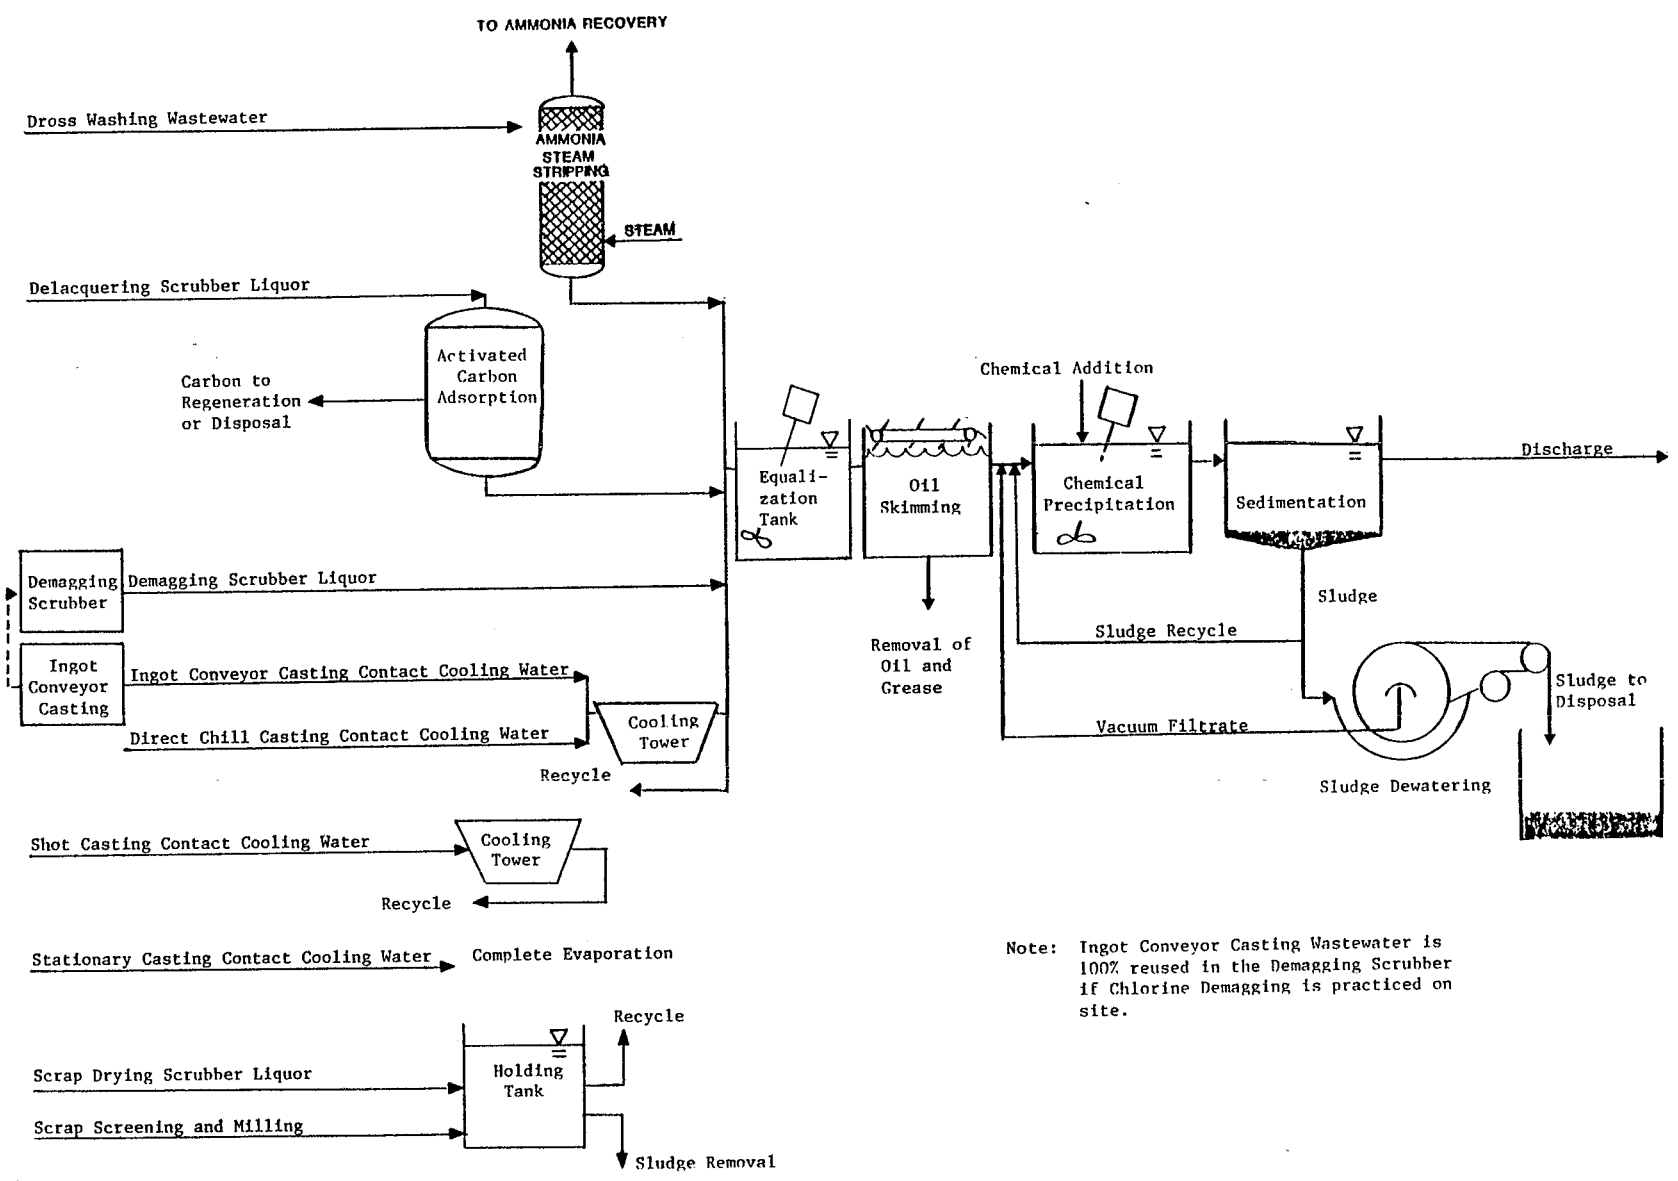 TO AMMONIA RECOVERY
Dross Washing Wastewater
AMMONIA
STEAM
STRIPPING
STEAM
Delacquering Scrubber Liquor
Activated
Carbon
Adsorption
Carbon to
Regeneration
or Disposal
Chemical Addition
Equali-
zation
Tank
Oil
Skimming
Chemical
Precipitation
Sedimentation
Discharge
Demagging
Scrubber
Demagging Scrubber Liquor
Sludge
Sludge Recycle
Removal of
Oil and
Grease
Ingot
Conveyor
Casting
Ingot Conveyor Casting Contact Cooling Water
Direct Chill Casting Contact Cooling Water
Cooling
Tower
Recycle
Vacuum Filtrate
Sludge to
Disposal
Sludge Dewatering
Shot Casting Contact Cooling Water
Cooling
Tower
Recycle
Stationary Casting Contact Cooling Water
Complete Evaporation
Note: Ingot Conveyor Casting Wastewater is
100% reused in the Demagging Scrubber
if Chlorine Demagging is practiced on
site.
Recycle
Scrap Drying Scrubber Liquor
Holding
Tank
Scrap Screening and Milling
Sludge Removal